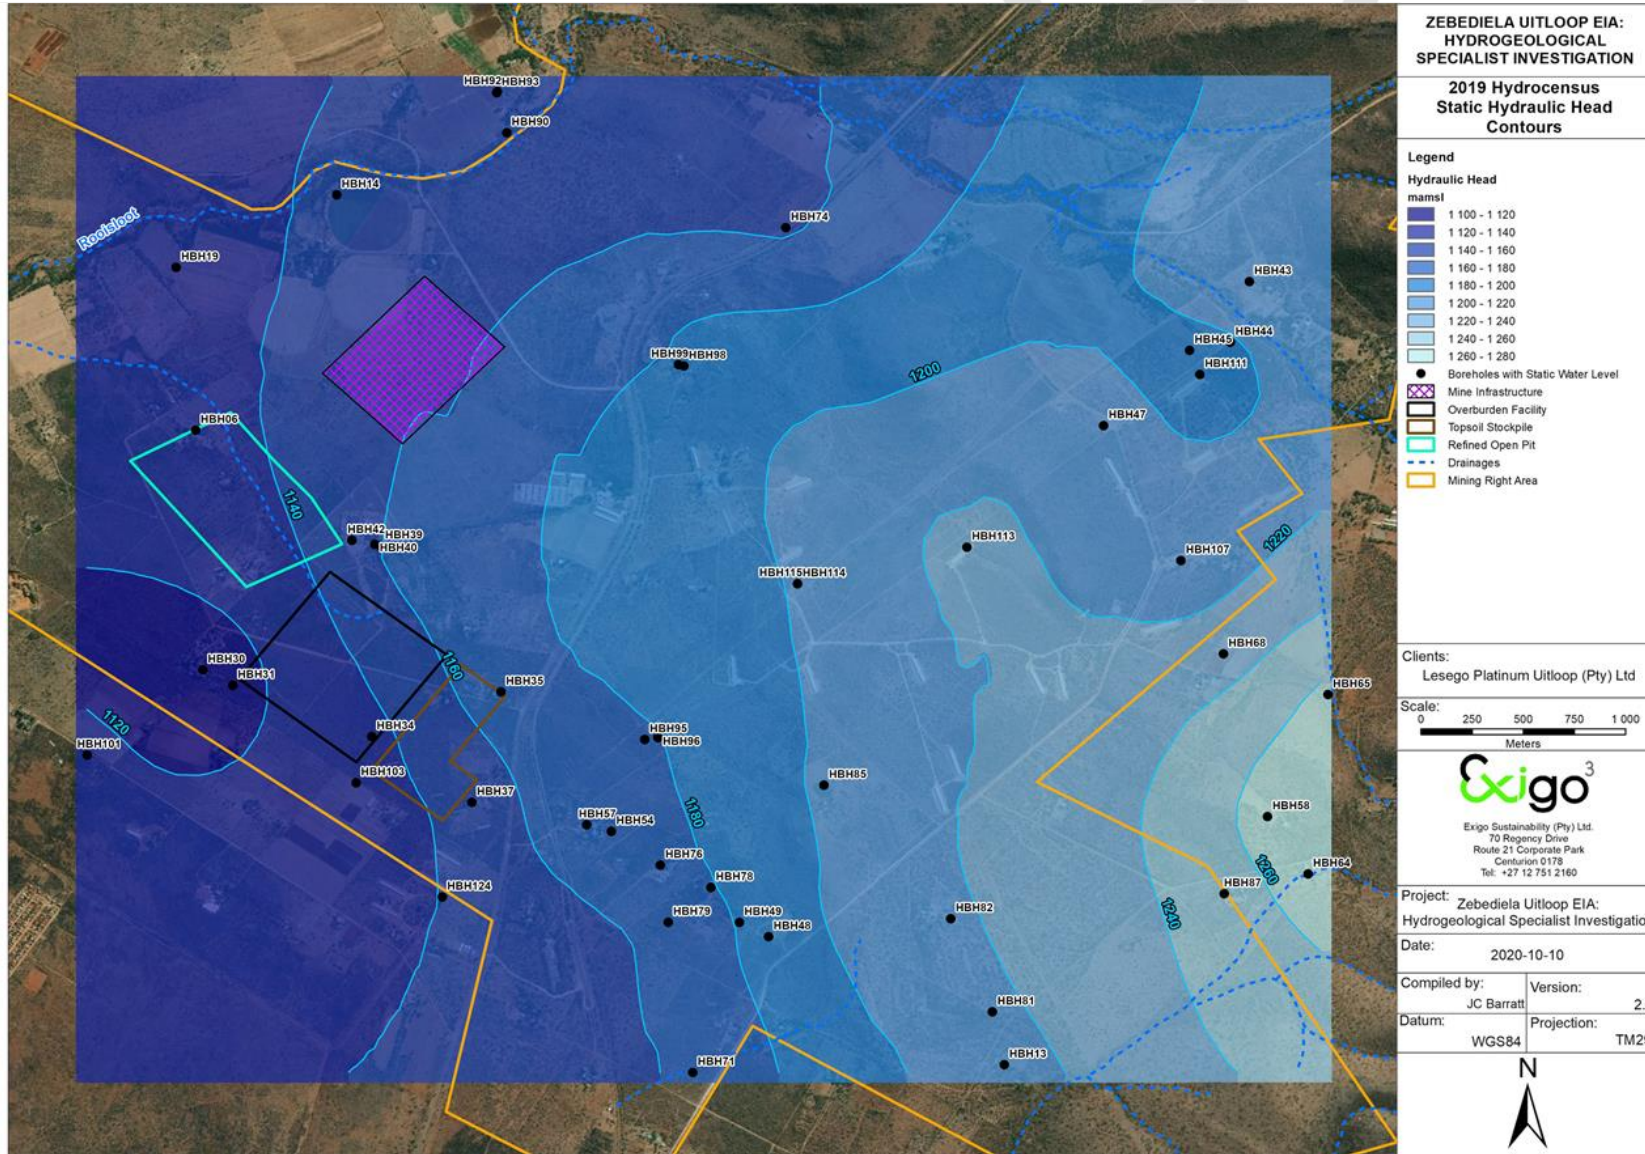 HBH92
HBH93
HBH90
HBH14
Rooisloot
HBH19
HBH74
HBH43
HBH44
HBH45
HBH111
HBH99
HBH98
1200
HBH47
HBH06
1140
HBH42
HBH39
HBH40
HBH113
HBH107
1220
HBH115
HBH114
HBH30
HBH31
1160
HBH35
HBH68
HBH65
1120
HBH101
HBH34
HBH95
HBH96
HBH103
HBH37
HBH85
1180
HBH57
HBH54
HBH58
HBH76
HBH78
1260
HBH64
HBH124
HBH87
HBH79
HBH49
HBH48
HBH82
1240
HBH81
HBH71
HBH13
ZEBEDIELA UITLOOP EIA:
HYDROGEOLOGICAL
SPECIALIST INVESTIGATION
2019 Hydrocensus
Static Hydraulic Head
Contours
Legend
Hydraulic Head
mamsl
1 100 - 1 120
1 120 - 1 140
1 140 - 1 160
1 160 - 1 180
1 180 - 1 200
1 200 - 1 220
1 220 - 1 240
1 240 - 1 260
1 260 - 1 280
Boreholes with Static Water Level
Mine Infrastructure
Overburden Facility
Topsoil Stockpile
Refined Open Pit
Drainages
Mining Right Area
Clients:
Lesego Platinum Uitloop (Pty) Ltd
Scale:
0 250 500 750 1 000
Meters
Exigo3
Exigo Sustainability (Pty) Ltd.
70 Regency Drive
Route 21 Corporate Park
Centurion 0178
Tel: +27 12 751 2160
Project: Zebediela Uitloop EIA:
Hydrogeological Specialist Investigatio
Date:
2020-10-10
Compiled by:
JC Barratt
Version:
2.
Datum:
WGS84
Projection:
TM2
N